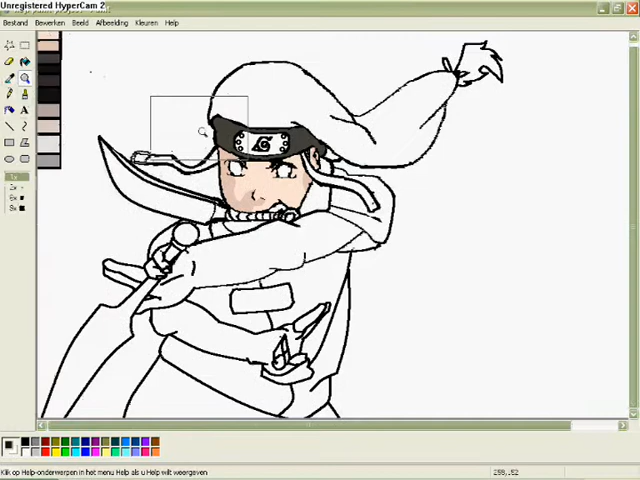 Unregistered HyperCam 2
Bestand Bewerken Beeld Afbeelding Kleuren Help
A
Klik op Help-onderwerpen in het menu Help als u Help wilt weergeven